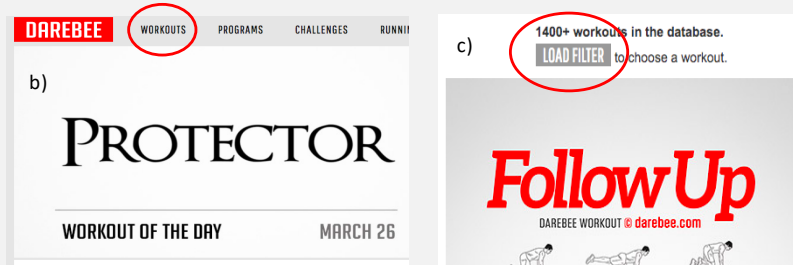 DAREBEE WORKOUTS PROGRAMS CHALLENGES RUNNIN
b)
PROTECTOR
WORKOUT OF THE DAY MARCH 26
c)
1400+ workouts in the database.
LOAD FILTER to choose a workout.
Follow Up
DAREBEE WORKOUT © darebee.com